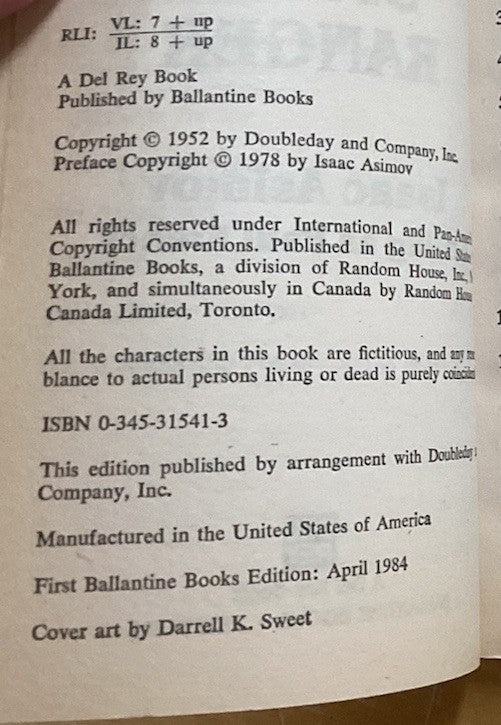 RLI: VL: 7 + up
IL: 8 + up
A Del Rey Book
Published by Ballantine Books
Copyright © 1952 by Doubleday and Company, Inc.
Preface Copyright © 1978 by Isaac Asimov
All rights reserved under International and Pan-Ame
Copyright Conventions. Published in the United
Ballantine Books, a division of Random House, Inc.,
York, and simultaneously in Canada by Random
Canada Limited, Toronto.
All the characters in this book are fictitious, and any
blance to actual persons living or dead is purely
ISBN 0-345-31541-3
This edition published by arrangement with Doubleday
Company, Inc.
Manufactured in the United States of America
First Ballantine Books Edition: April 1984
Cover art by Darrell K. Sweet